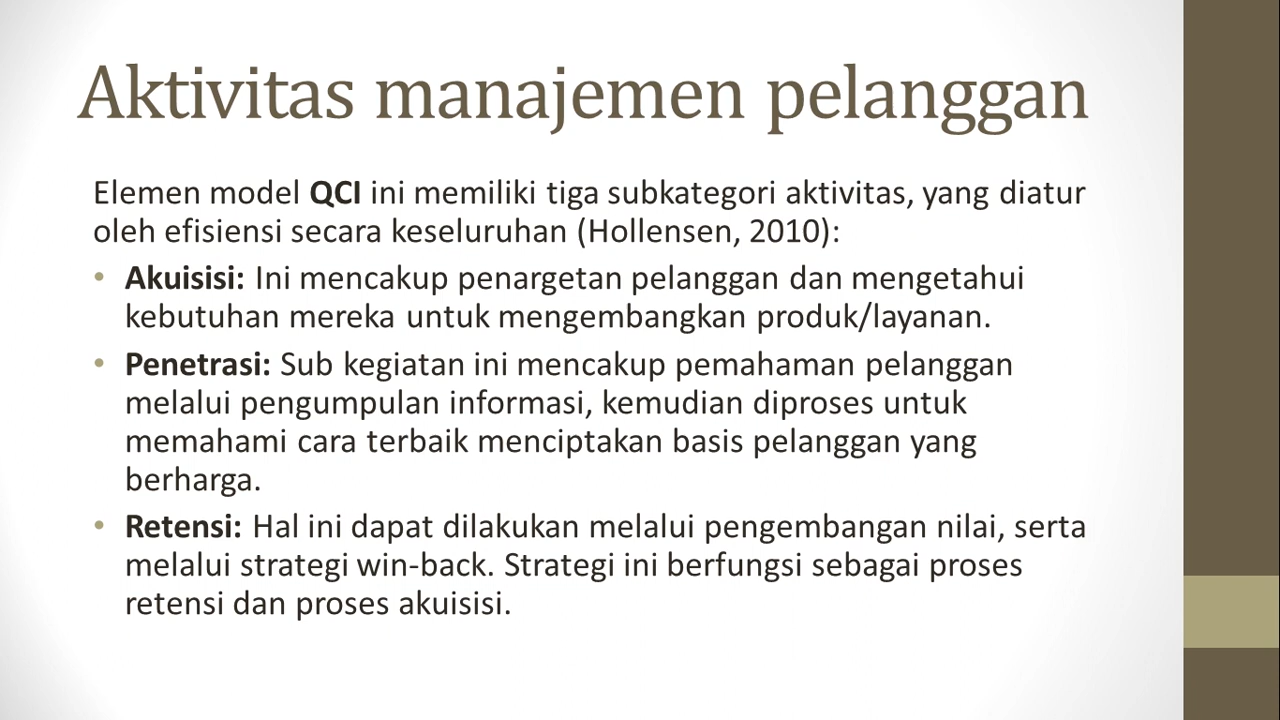 Aktivitas manajemen pelanggan
Elemen model QCI ini memiliki tiga subkategori aktivitas, yang diatur
oleh efisiensi secara keseluruhan (Hollensen, 2010):
• Akuisisi: Ini mencakup penargetan pelanggan dan mengetahui
kebutuhan mereka untuk mengembangkan produk/layanan.
• Penetrasi: Sub kegiatan ini mencakup pemahaman pelanggan
melalui pengumpulan informasi, kemudian diproses untuk
memahami cara terbaik menciptakan basis pelanggan yang
berharga.
• Retensi: Hal ini dapat dilakukan melalui pengembangan nilai, serta
melalui strategi win-back. Strategi ini berfungsi sebagai proses
retensi dan proses akuisisi.